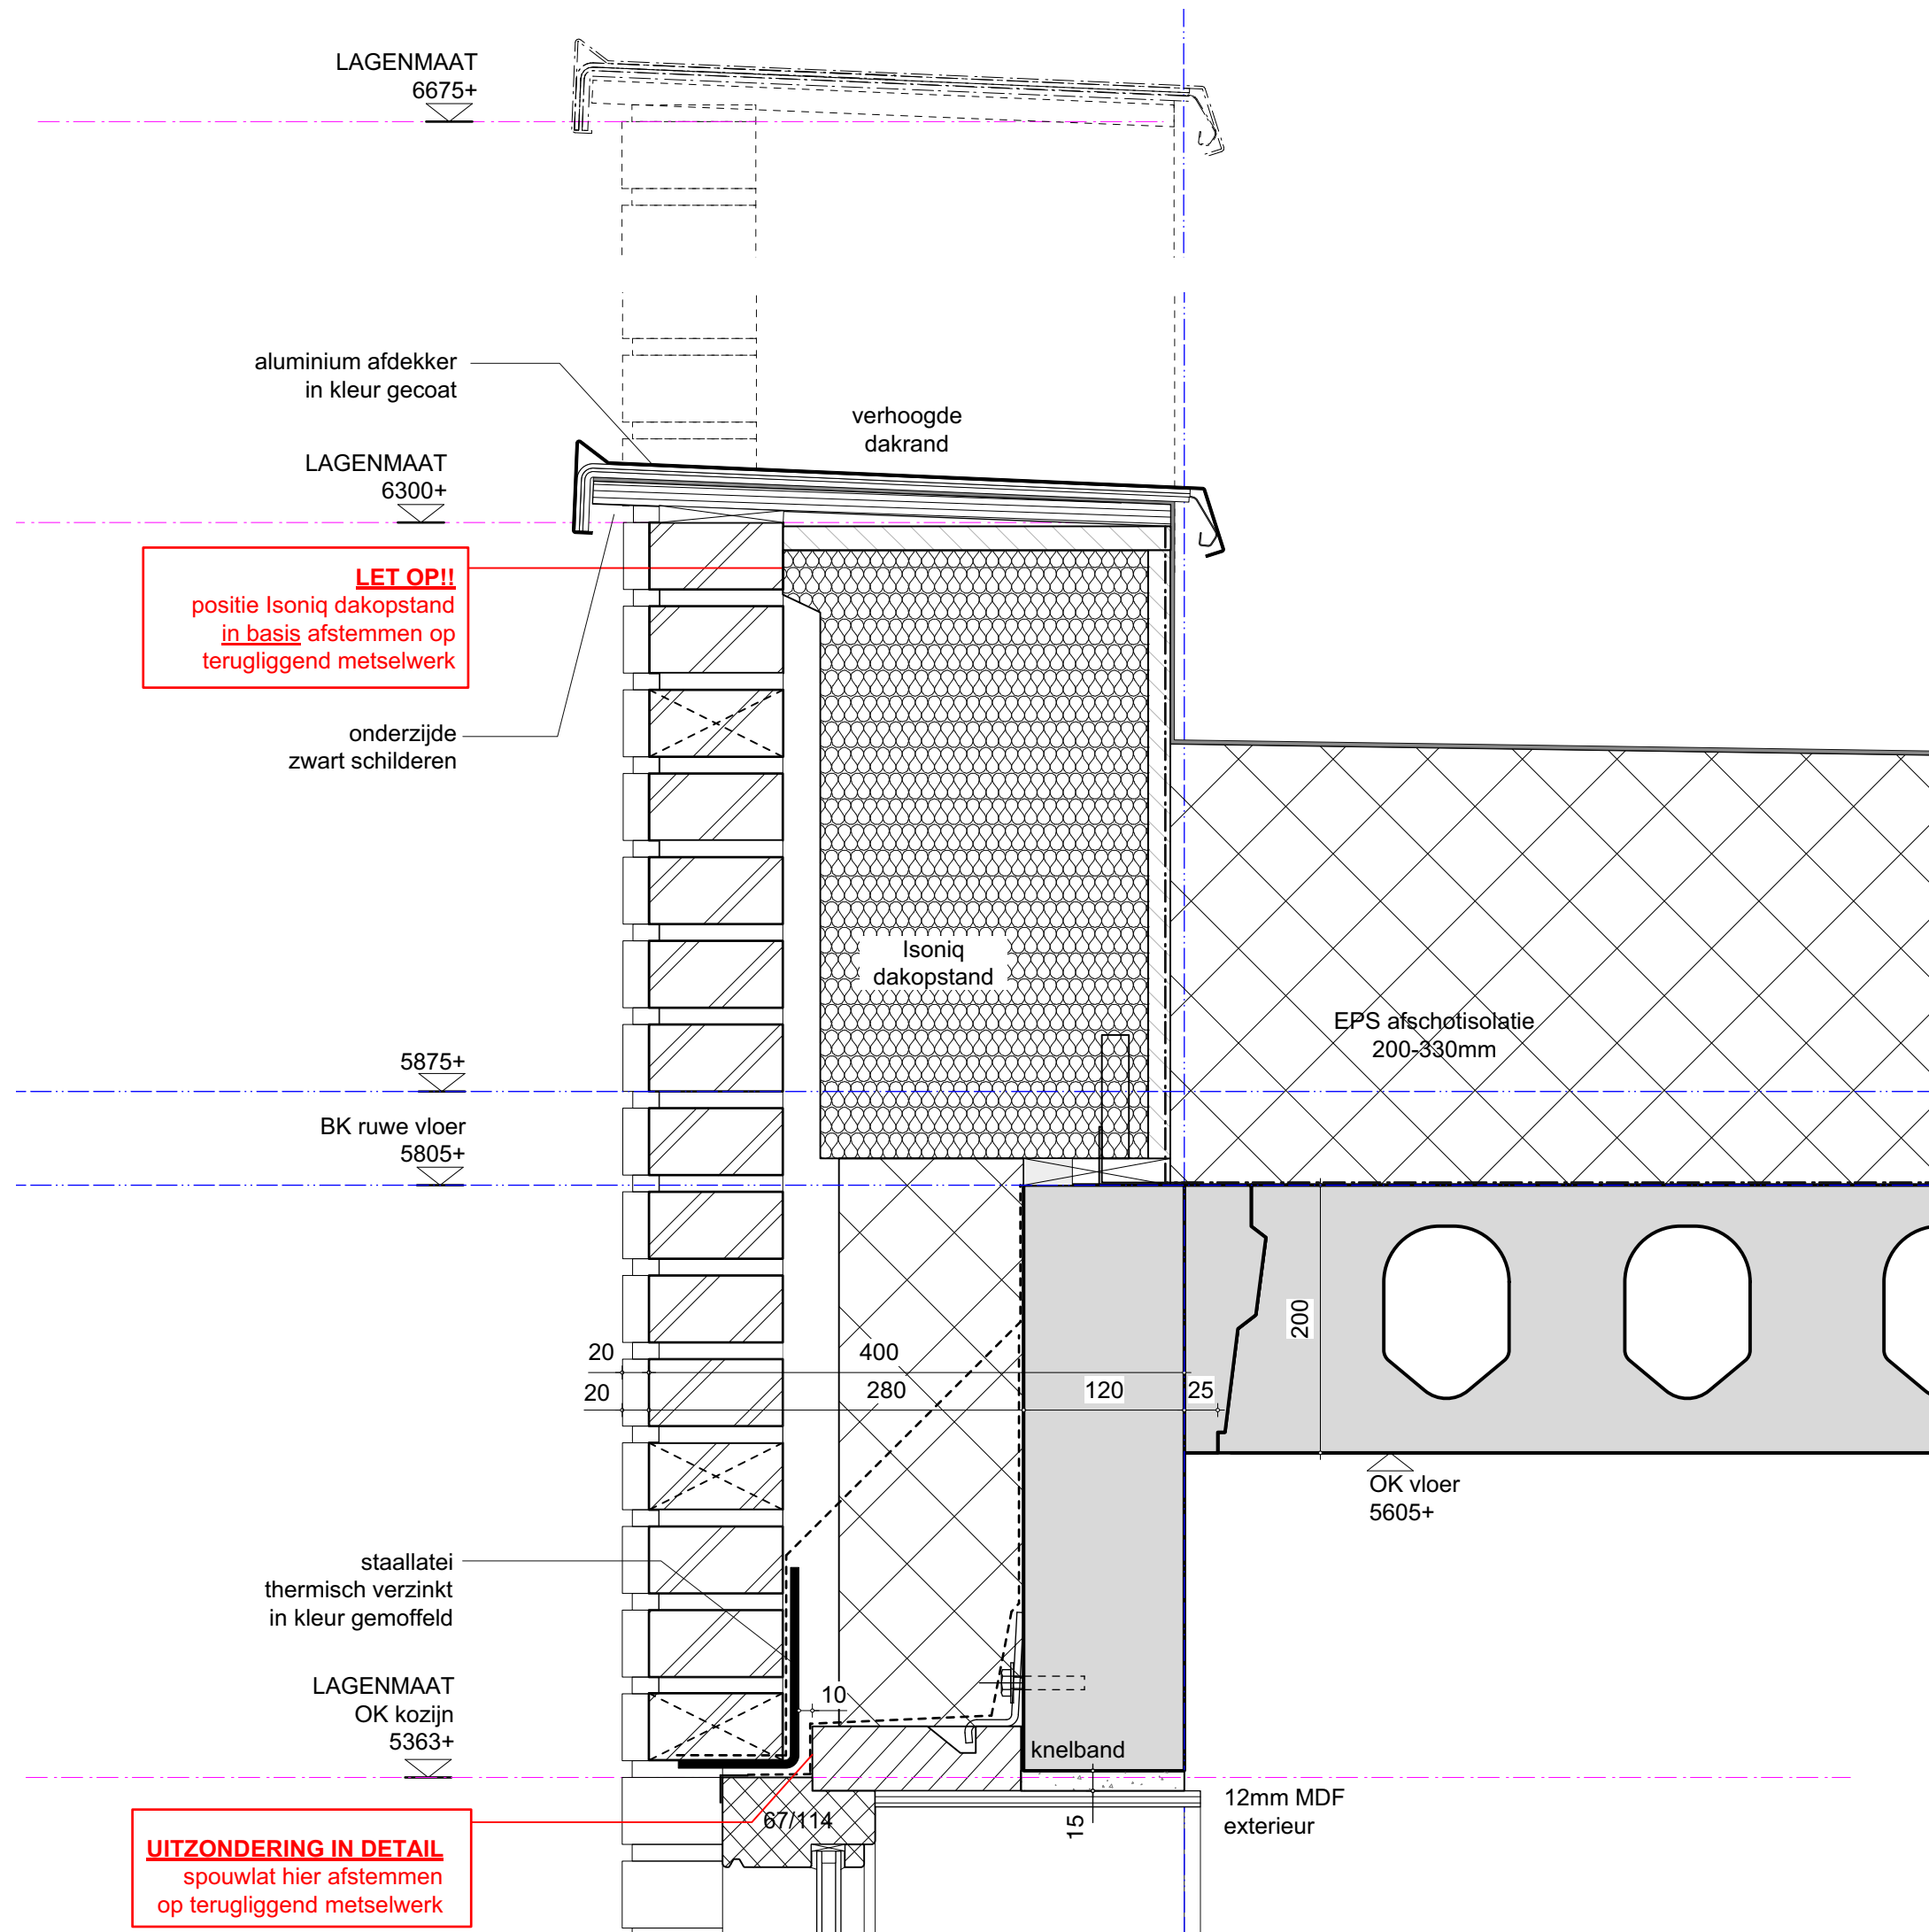 LAGENMAAT
6675+
aluminium afdekker
in kleur gecoat
verhoogde
dakrand
LAGENMAAT
6300+
LET OP!!
positie Isoniq dakopstand
in basis afstemmen op
terugliggend metselwerk
onderzijde
zwart schilderen
Isoniq
dakopstand
EPS afschotisolatie
200-330mm
5875+
BK ruwe vloer
5805+
200
20
400
20
280
120
25
OK vloer
5605+
staallatei
thermisch verzinkt
in kleur gemoffeld
LAGENMAAT
OK kozijn
5363+
10
knelband
12mm MDF
exterieur
67/114
15
UITZONDERING IN DETAIL
spouwlat hier afstemmen
op terugliggend metselwerk